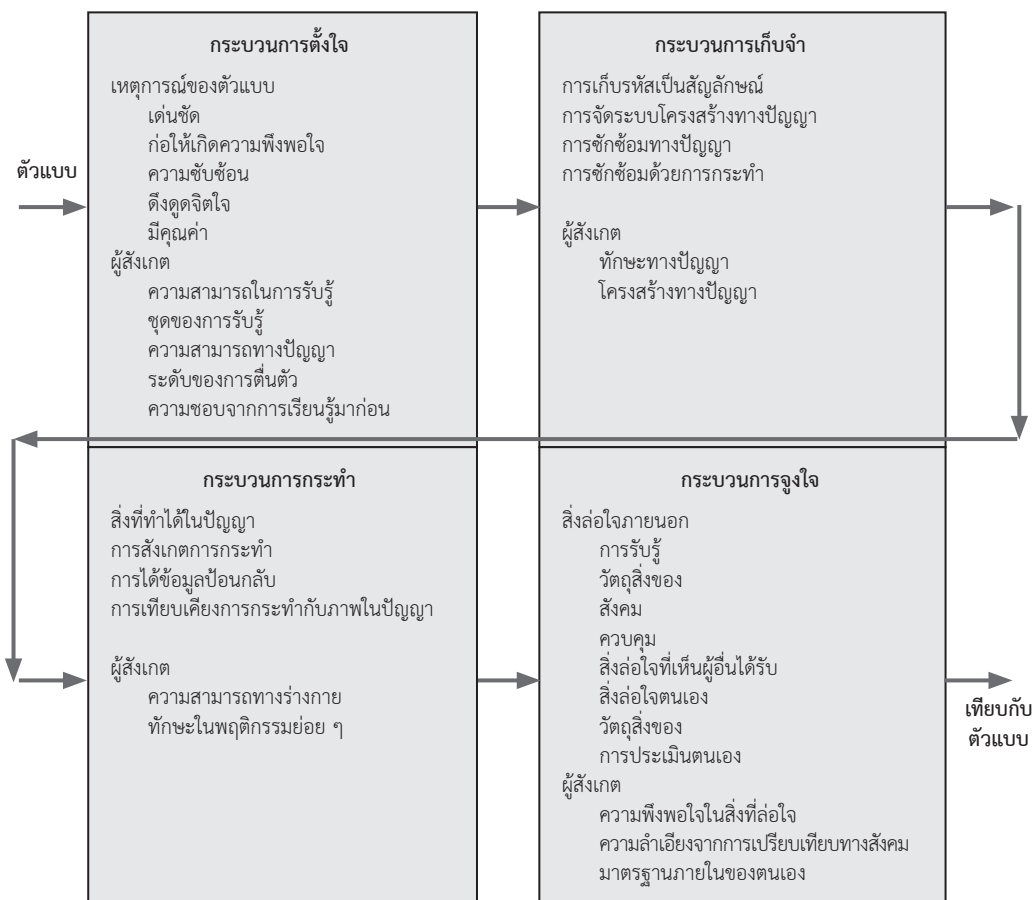 ตัวแบบ
กระบวนการตั้งใจ
เหตุการณ์ของตัวแบบ
เด่นชัด
ก่อให้เกิดความพึงพอใจ
ความซับซ้อน
ดึงดูดจิตใจ
มีคุณค่า
ผู้สังเกต
ความสามารถในการรับรู้
ชุดของการรับรู้
ความสามารถทางปัญญา
ระดับของการตื่นตัว
ความชอบจากการเรียนรู้มาก่อน
กระบวนการเก็บจำ
การเก็บรหัสเป็นสัญลักษณ์
การจัดระบบโครงสร้างทางปัญญา
การซักซ้อมทางปัญญา
การซักซ้อมด้วยการกระทำ
ผู้สังเกต
ทักษะทางปัญญา
โครงสร้างทางปัญญา
กระบวนการกระทำ
สิ่งที่ทำได้ในปัญญา
การสังเกตการกระทำ
การได้ข้อมูลป้อนกลับ
การเทียบเคียงการกระทำกับภาพในปัญญา
ผู้สังเกต
ความสามารถทางร่างกาย
ทักษะในพฤติกรรมย่อย ๆ
กระบวนการจูงใจ
สิ่งล่อใจภายนอก
การรับรู้
วัตถุสิ่งของ
สังคม
ควบคุม
สิ่งล่อใจที่เห็นผู้อื่นได้รับ
สิ่งล่อใจตนเอง
วัตถุสิ่งของ
การประเมินตนเอง
ผู้สังเกต
ความพึงพอใจในสิ่งที่ล่อใจ
ความลำเอียงจากการเปรียบเทียบทางสังคม
มาตรฐานภายในของตนเอง
เทียบกับ
ตัวแบบ